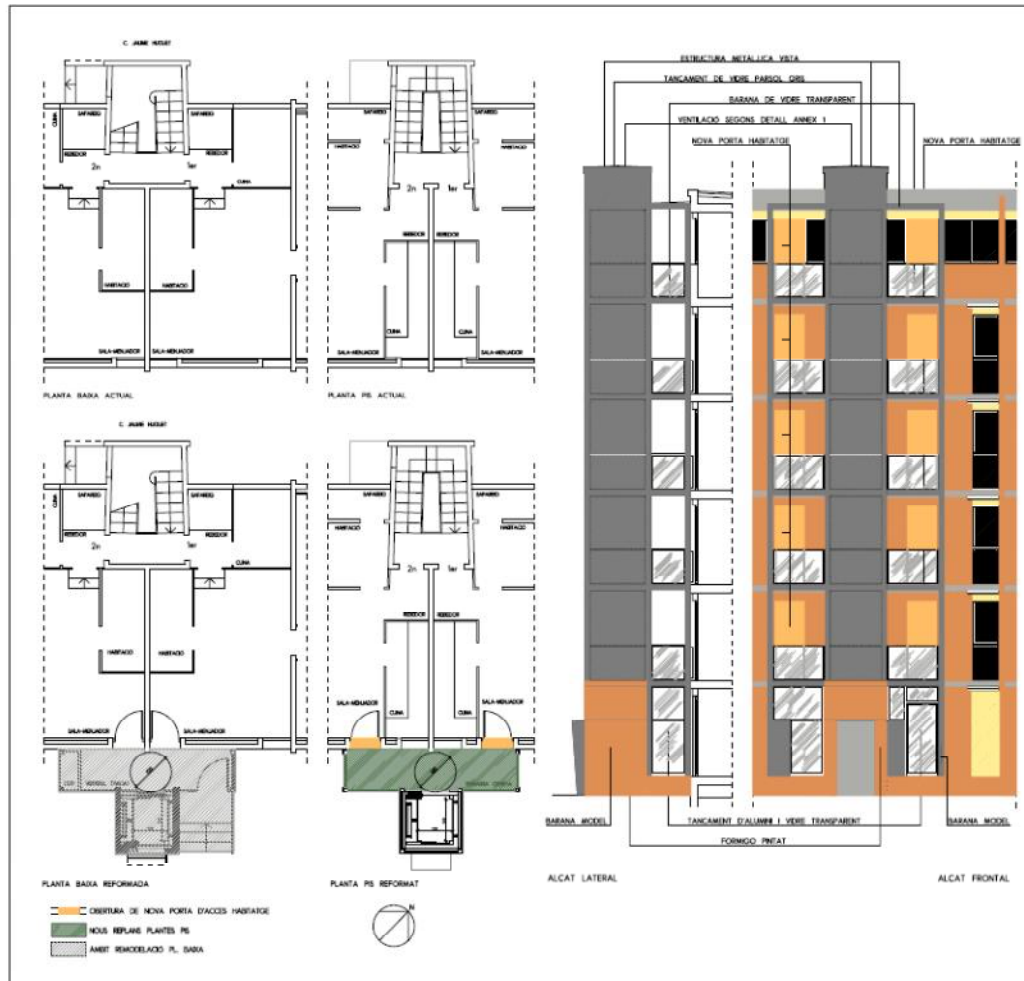 C. JAUME HUGUET
CUINA
SAFAREIG
SAFAREIG
REBEDOR
REBEDOR
2n
1er
CUINA
HABITACIO
HABITACIO
SALA-MENJADOR
SALA-MENJADOR
PLANTA BAIXA ACTUAL
SAFAREIG
SAFAREIG
HABITACIO
HABITACIO
2n
1er
REBEDOR
REBEDOR
CUINA
CUINA
SALA-MENJADOR
SALA-MENJADOR
PLANTA PIS ACTUAL
C. JAUME HUGUET
CUINA
SAFAREIG
SAFAREIG
REBEDOR
REBEDOR
2n
1er
CUINA
HABITACIO
HABITACIO
SALA-MENJADOR
SALA-MENJADOR
PLANTA BAIXA REFORMADA
SAFAREIG
SAFAREIG
HABITACIO
HABITACIO
2n
1er
REBEDOR
REBEDOR
SALA-MENJADOR
SALA-MENJADOR
CUINA
CUINA
PLANTA PIS REFORMAT
OBERTURA DE NOVA PORTA D'ACCES HABITATGE
NOUS REPLANS PLANTES PIS
AMBIT REMODELACIO PL. BAIXA
N
ESTRUCTURA METAL.LICA VISTA
TANCAMENT DE VIDRE PARSOL GRIS
BARANA DE VIDRE TRANSPARENT
VENTILACIÓ SEGONS DETALL ANNEX 1
NOVA PORTA HABITATGE
NOVA PORTA HABITATGE
BARANA MODEL
TANCAMENT D'ALUMINI I VIDRE TRANSPARENT
BARANA MODEL
FORMIGO PINTAT
ALCAT LATERAL
ALCAT FRONTAL